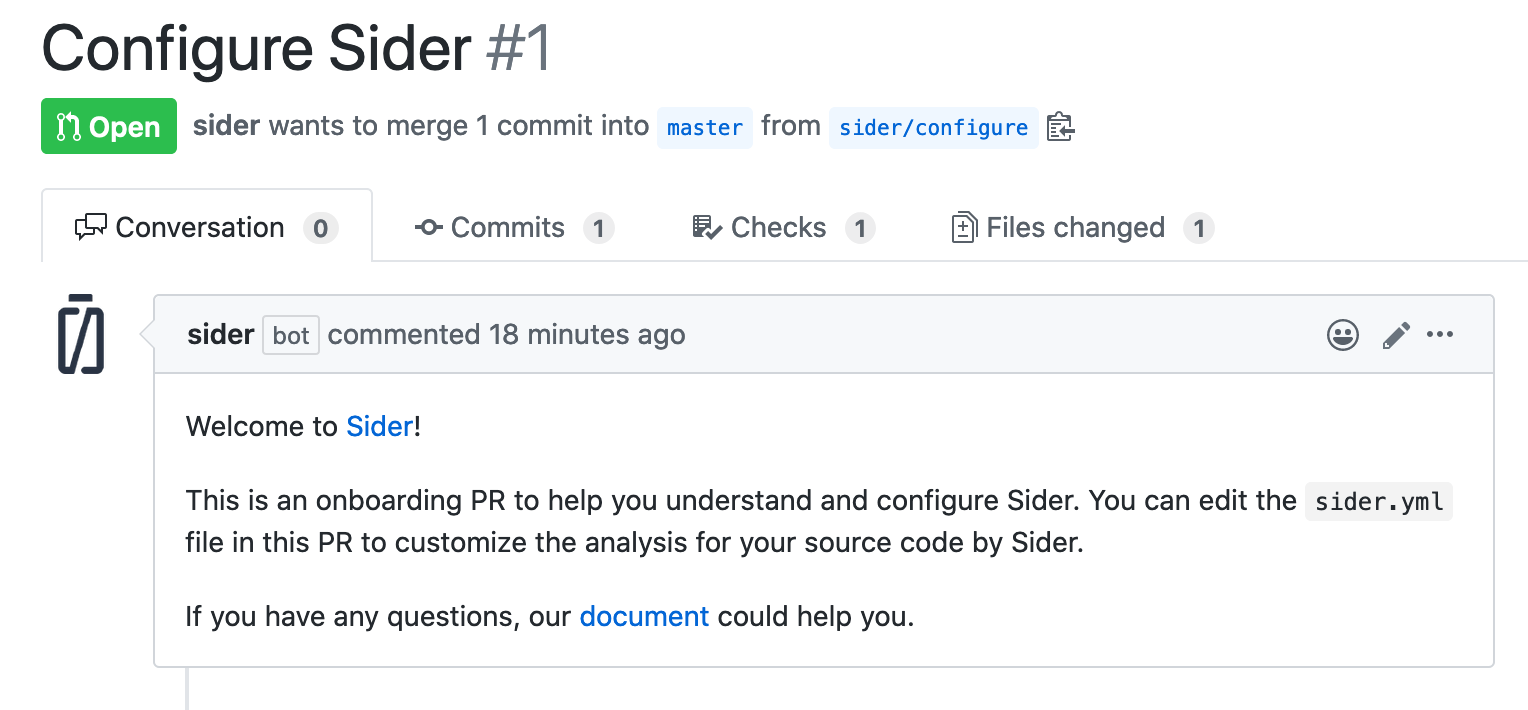 Configure Sider #1
Open sider wants to merge 1 commit into master from sider/configure
Conversation 0 Commits 1 Checks 1 Files changed 1
sider bot commented 18 minutes ago
Welcome to Sider!
This is an onboarding PR to help you understand and configure Sider. You can edit the sider.yml
file in this PR to customize the analysis for your source code by Sider.
If you have any questions, our document could help you.